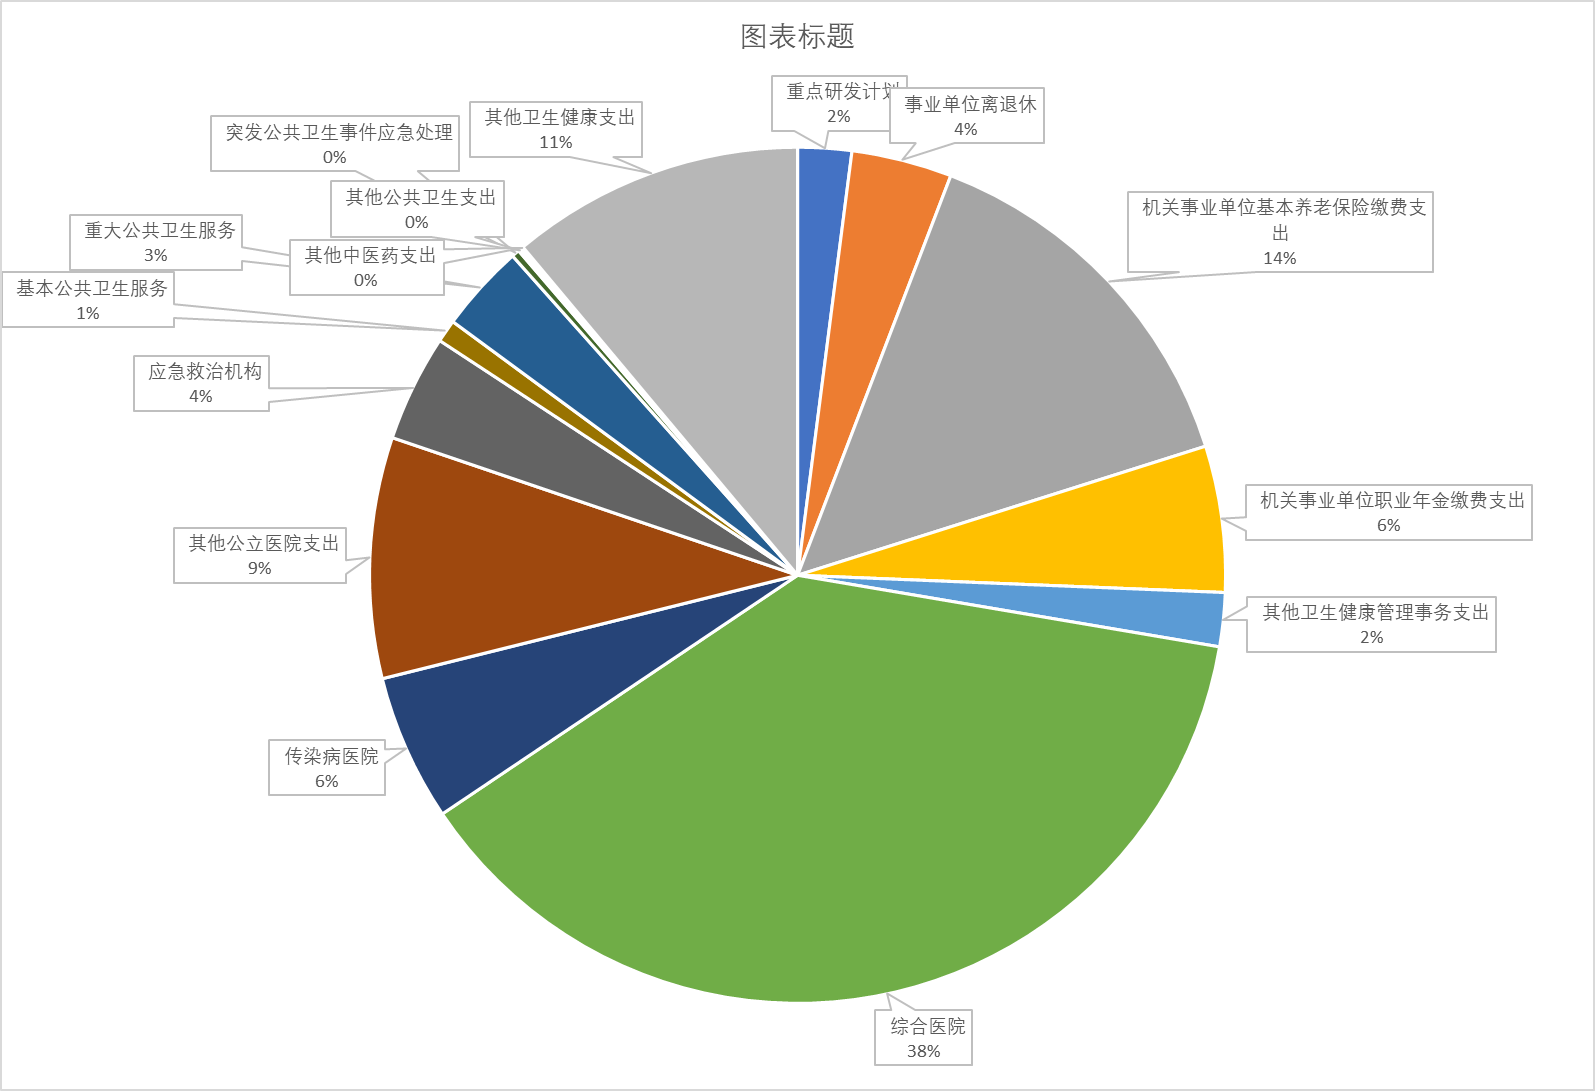 图表标题
重点研发计划
2%
事业单位离退休
4%
机关事业单位基本养老保险缴费支
出
14%
机关事业单位职业年金缴费支出
6%
其他卫生健康管理事务支出
2%
综合医院
38%
传染病医院
6%
其他公立医院支出
9%
应急救治机构
4%
基本公共卫生服务
1%
重大公共卫生服务
3%
突发公共卫生事件应急处理
0%
其他公共卫生支出
0%
其他中医药支出
0%
其他卫生健康支出
11%